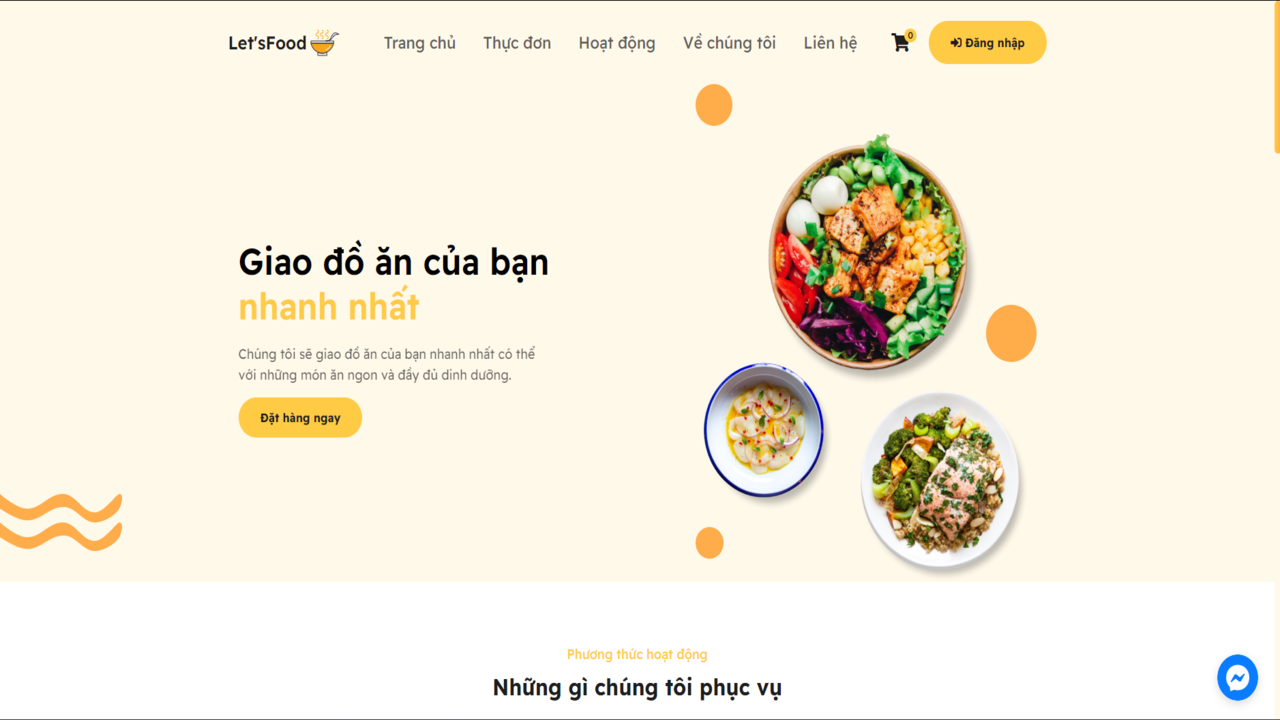 Let'sFood
Trang chủ
Thực đơn
Hoạt động
Về chúng tôi
Liên hệ
0
Đăng nhập
Giao đồ ăn của bạn
nhanh nhất
Chúng tôi sẽ giao đồ ăn của bạn nhanh nhất có thể
với những món ăn ngon và đầy đủ dinh dưỡng.
Đặt hàng ngay
Phương thức hoạt động
Những gì chúng tôi phục vụ